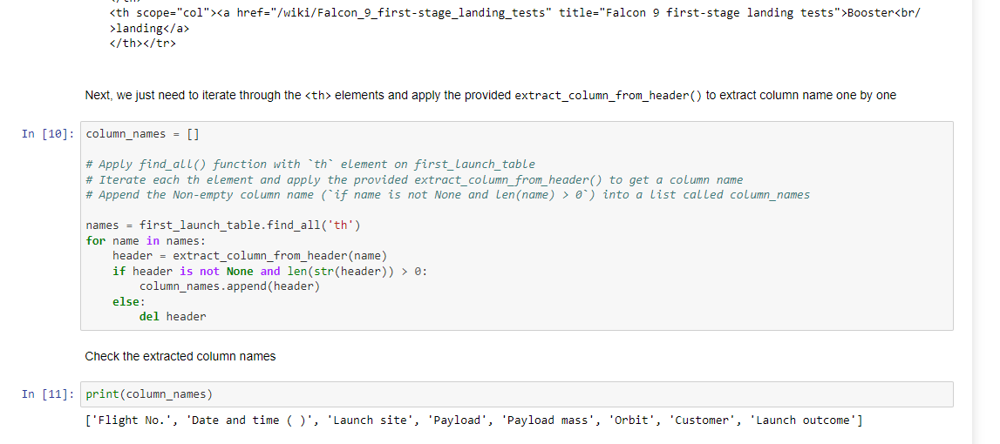 <th scope="col"><a href="/wiki/Falcon_9_first-stage_landing_tests" title="Falcon 9 first-stage landing tests">Booster<br/
>landing</a>
</th></tr>
Next, we just need to iterate through the <th> elements and apply the provided extract_column_from_header() to extract column name one by one
In [10]: column_names = []
# Apply find_all() function with `th` element on first_launch_table
# Iterate each th element and apply the provided extract_column_from_header() to get a column name
# Append the Non-empty column name (`if name is not None and len(name) > 0`) into a list called column_names
names = first_launch_table.find_all('th')
for name in names:
    header = extract_column_from_header(name)
    if header is not None and len(str(header)) > 0:
        column_names.append(header)
    else:
        del header
Check the extracted column names
In [11]: print(column_names)
['Flight No.', 'Date and time ( )', 'Launch site', 'Payload', 'Payload mass', 'Orbit', 'Customer', 'Launch outcome']